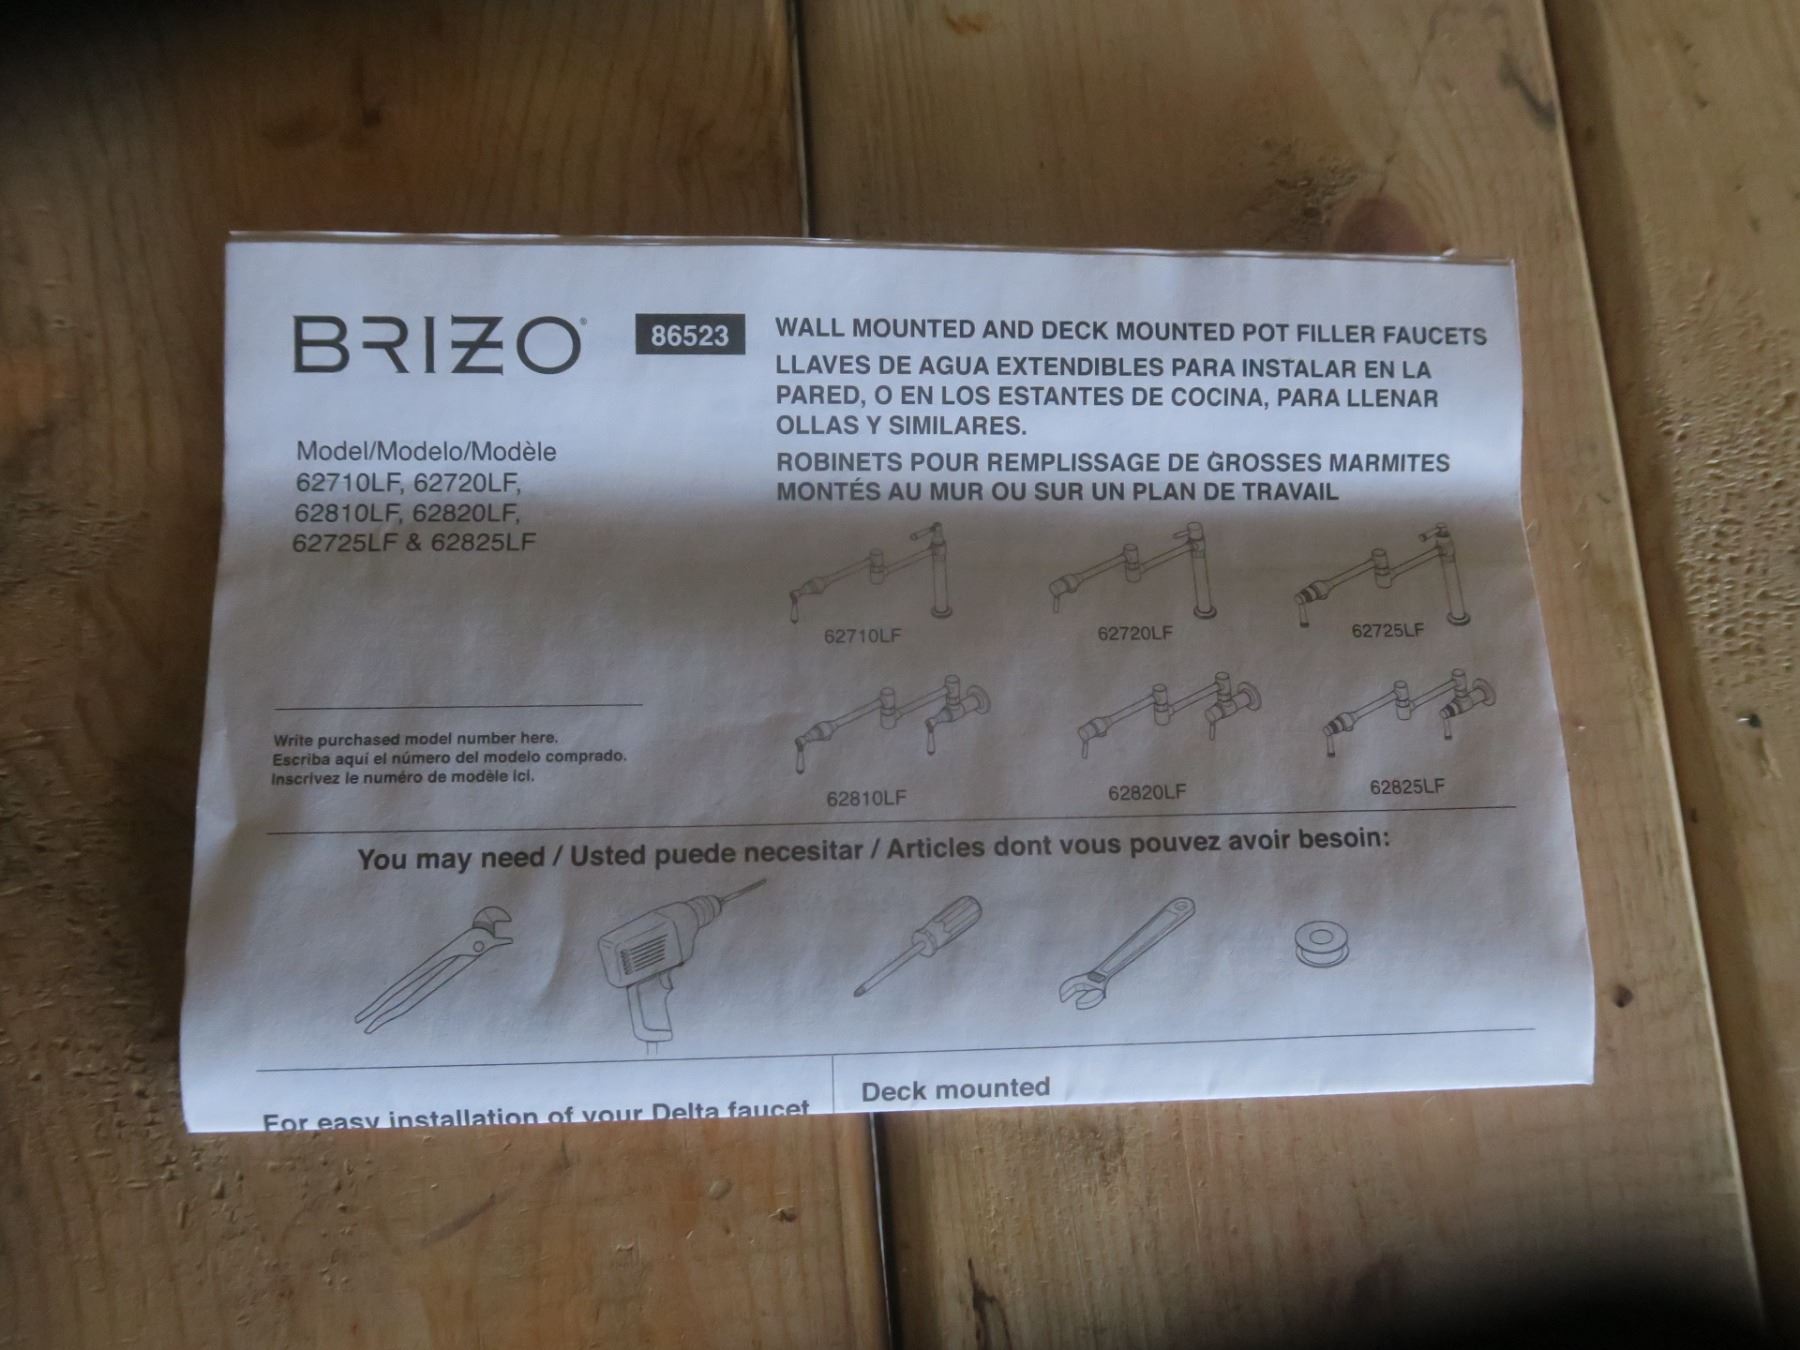 BRIZO®
86523
WALL MOUNTED AND DECK MOUNTED POT FILLER FAUCETS
LLAVES DE AGUA EXTENDIBLES PARA INSTALAR EN LA
PARED, O EN LOS ESTANTES DE COCINA, PARA LLENAR
OLLAS Y SIMILARES.
ROBINETS POUR REMPLISSAGE DE GROSSES MARMITES
MONTÉS AU MUR OU SUR UN PLAN DE TRAVAIL
Model/Modelo/Modèle
62710LF, 62720LF,
62810LF, 62820LF,
62725LF & 62825LF
62710LF
62720LF
62725LF
62810LF
62820LF
62825LF
Write purchased model number here.
Escriba aquí el número del modelo comprado.
Inscrivez le numéro de modèle ici.
You may need / Usted puede necesitar / Articles dont vous pouvez avoir besoin:
For easy installation of your Delta faucet
Deck mounted